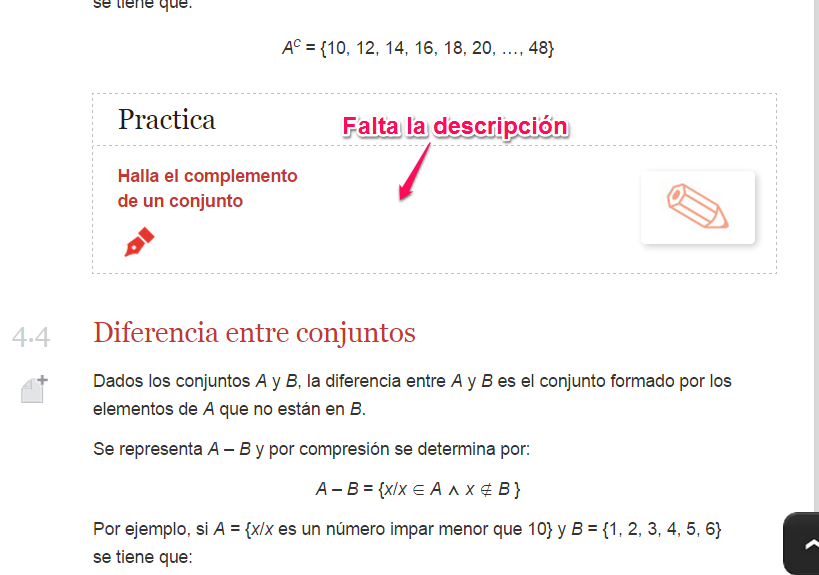 se tiene que:
Aᶜ = {10, 12, 14, 16, 18, 20, …, 48}
Practica
Falta la descripción
Halla el complemento
de un conjunto
4.4 Diferencia entre conjuntos
Dados los conjuntos A y B, la diferencia entre A y B es el conjunto formado por los
elementos de A que no están en B.
Se representa A – B y por compresión se determina por:
A – B = {x/x ∈ A ∧ x ∉ B }
Por ejemplo, si A = {x/x es un número impar menor que 10} y B = {1, 2, 3, 4, 5, 6}
se tiene que: